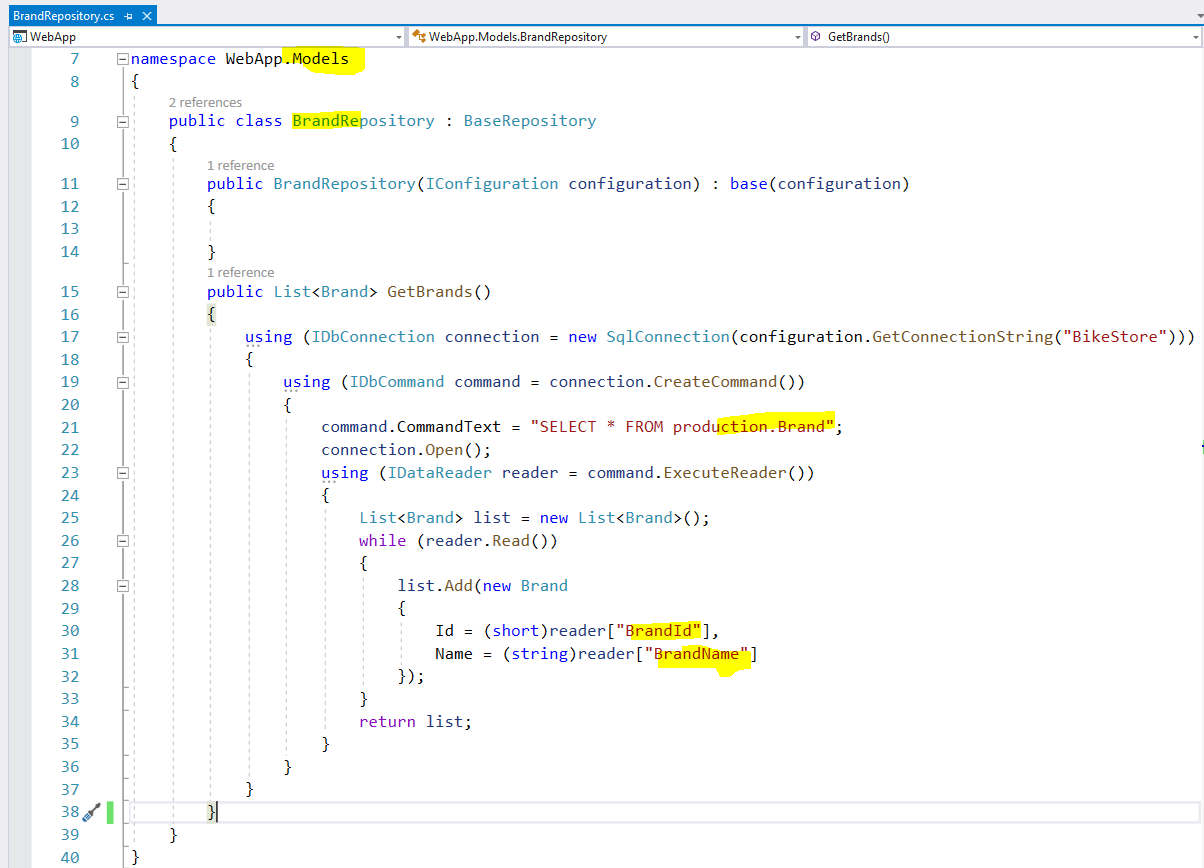 BrandRepository.cs
WebApp WebApp.Models.BrandRepository GetBrands()
7 namespace WebApp.Models
8 {
2 references
9 public class BrandRepository : BaseRepository
10 {
1 reference
11 public BrandRepository(IConfiguration configuration) : base(configuration)
12 {
13
14 }
1 reference
15 public List<Brand> GetBrands()
16 {
17 using (IDbConnection connection = new SqlConnection(configuration.GetConnectionString("BikeStore")))
18 {
19 using (IDbCommand command = connection.CreateCommand())
20 {
21 command.CommandText = "SELECT * FROM production.Brand";
22 connection.Open();
23 using (IDataReader reader = command.ExecuteReader())
24 {
25 List<Brand> list = new List<Brand>();
26 while (reader.Read())
27 {
28 list.Add(new Brand
29 {
30 Id = (short)reader["BrandId"],
31 Name = (string)reader["BrandName"]
32 });
33 }
34 return list;
35 }
36 }
37 }
38 }
39 }
40 }